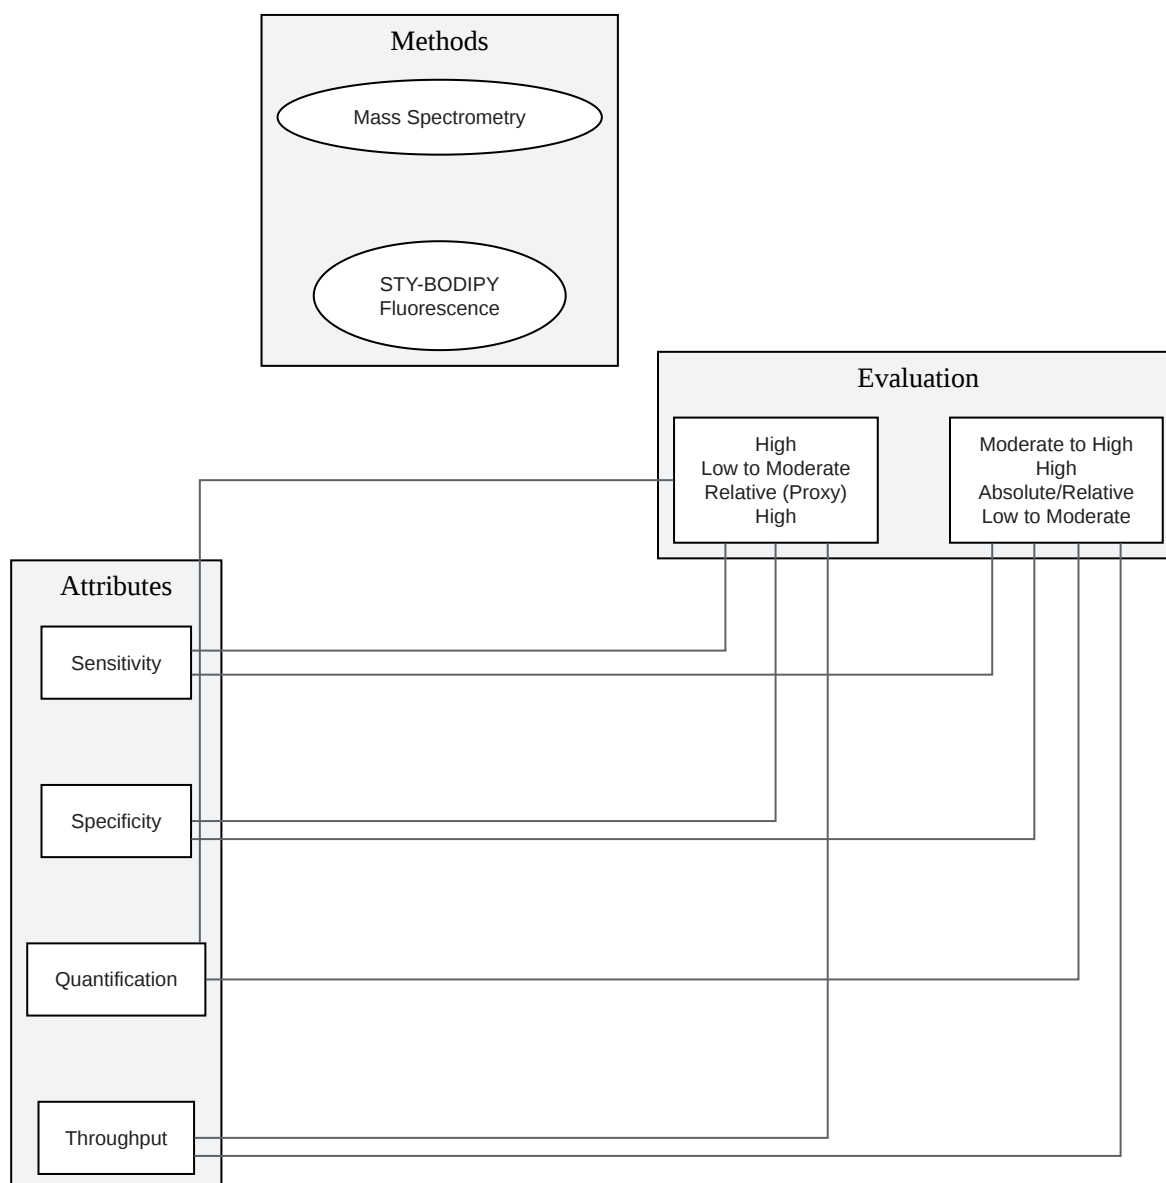 Methods
Mass Spectrometry
STY-BODIPY
Fluorescence
Evaluation
High
Low to Moderate
Relative (Proxy)
High
Moderate to High
High
Absolute/Relative
Low to Moderate
Attributes
Sensitivity
Specificity
Quantification
Throughput